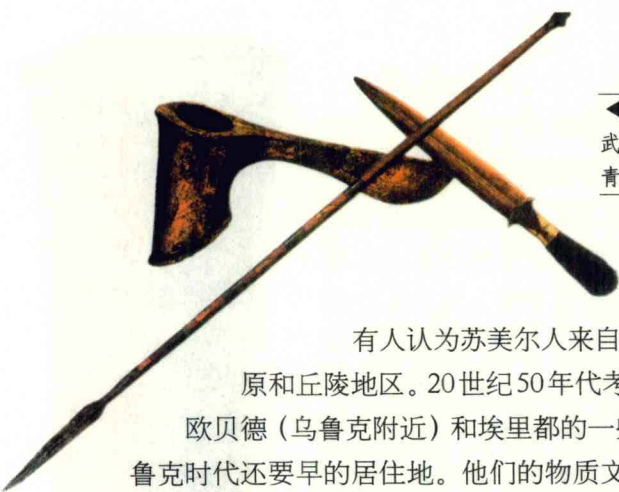 武
青
有人认为苏美尔人来自
原和丘陵地区。20世纪50年代考
欧贝德（乌鲁克附近）和埃里都的一
鲁克时代还要早的居住地。他们的物质文